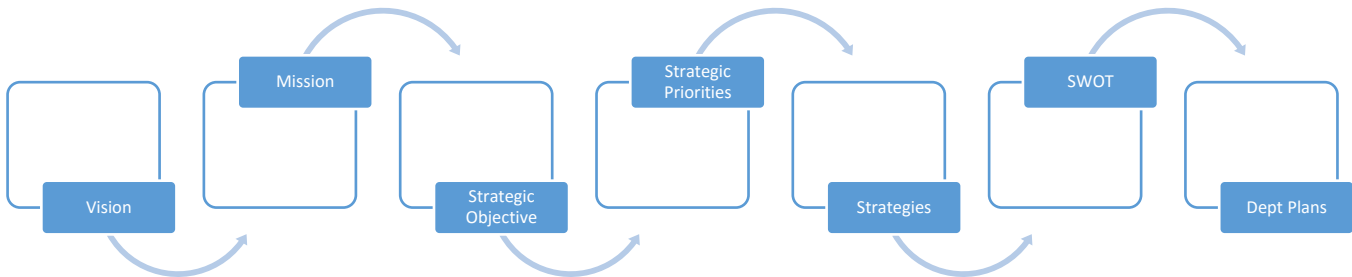 Vision
Mission
Strategic
Objective
Strategic
Priorities
Strategies
SWOT
Dept Plans